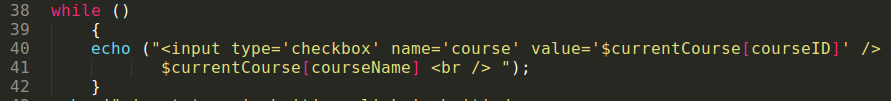 38 while ()
39 {
40 echo ("<input type='checkbox' name='course' value='$currentCourse[courseID]' />
41 $currentCourse[courseName] <br /> ");
42 }